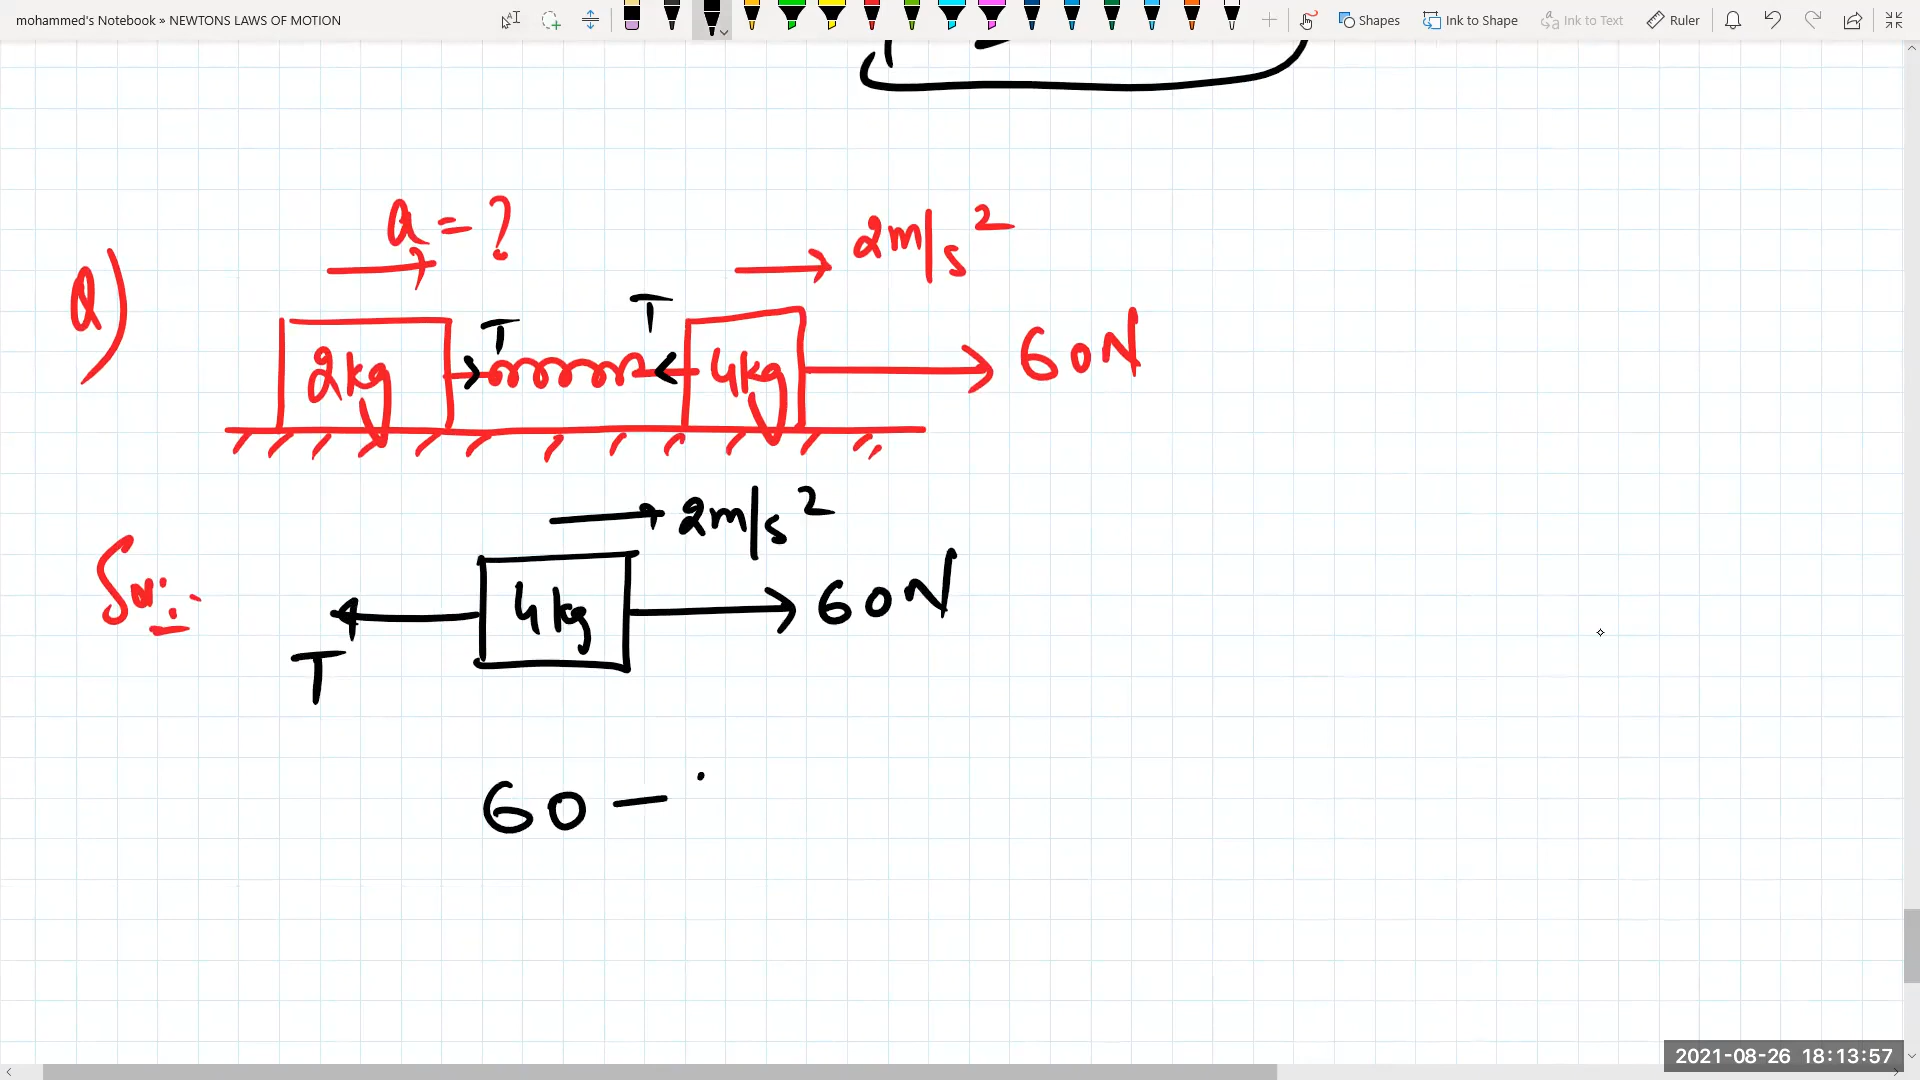 mohammed's Notebook » NEWTONS LAWS OF MOTION
Shapes
Ink to Shape
Ink to Text
Ruler
a = ?
2m/s²
Q)
T
T
2kg
4kg
60N
2m/s²
Sol:-
4kg
60N
T
60 —
2021-08-26 18:13:57